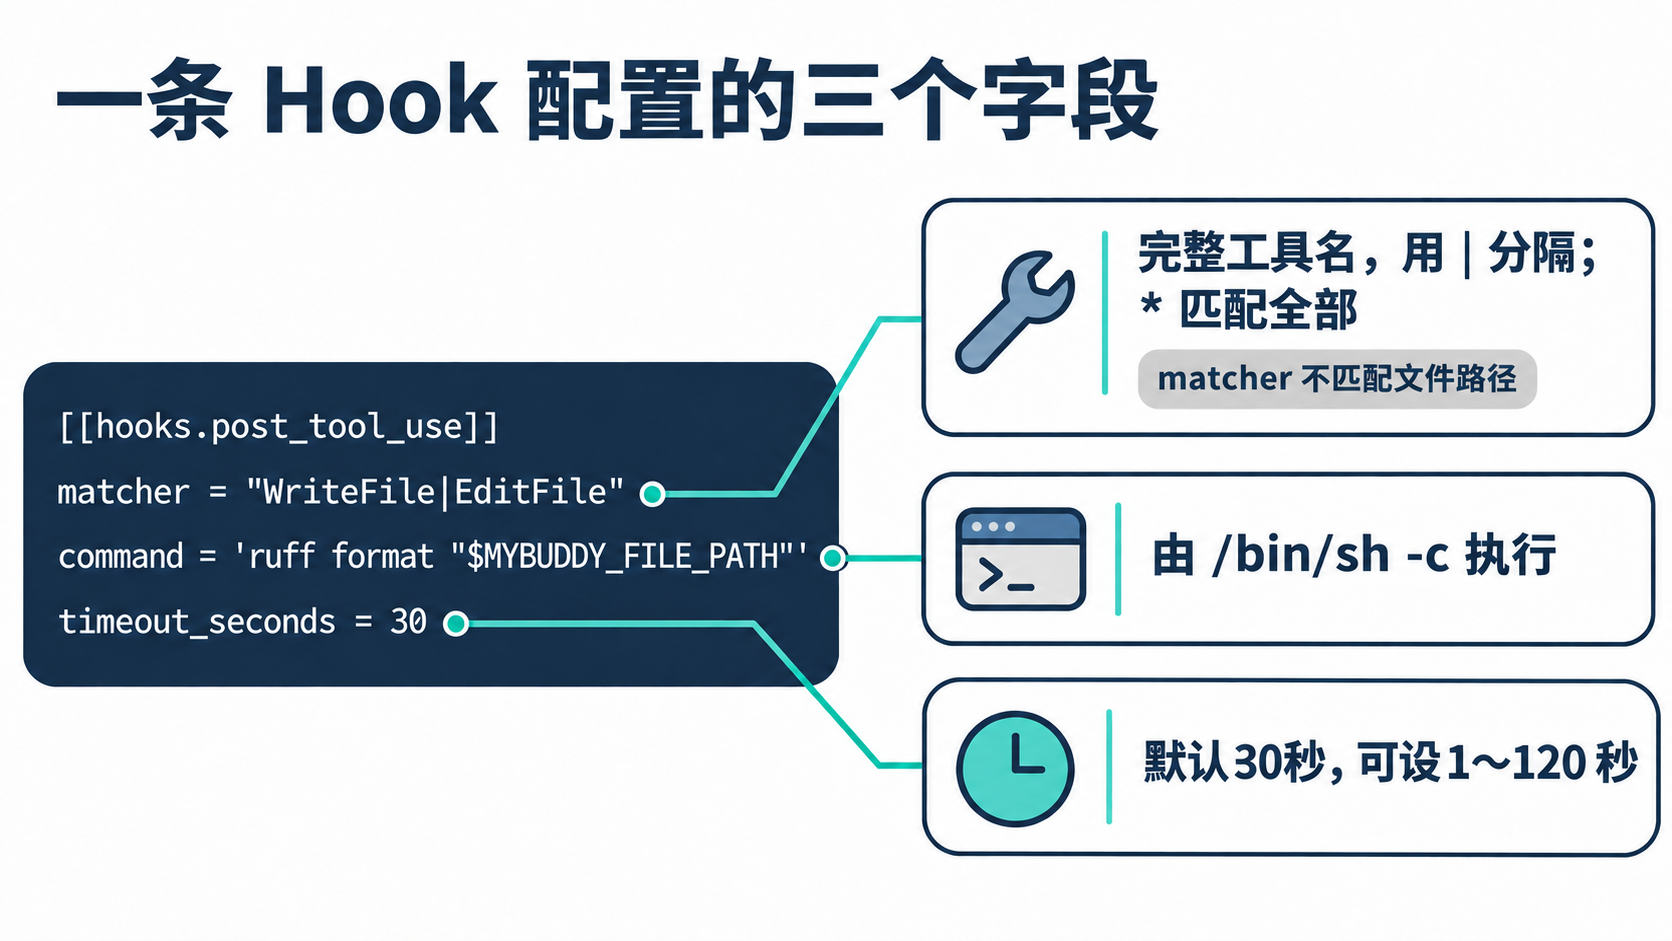 一条 Hook 配置的三个字段
[[hooks.post_tool_use]]
matcher = "WriteFile|EditFile"
command = 'ruff format "$MYBUDDY_FILE_PATH"'
timeout_seconds = 30
完整工具名，用 | 分隔；
* 匹配全部
matcher 不匹配文件路径
由 /bin/sh -c 执行
默认30秒，可设1～120 秒